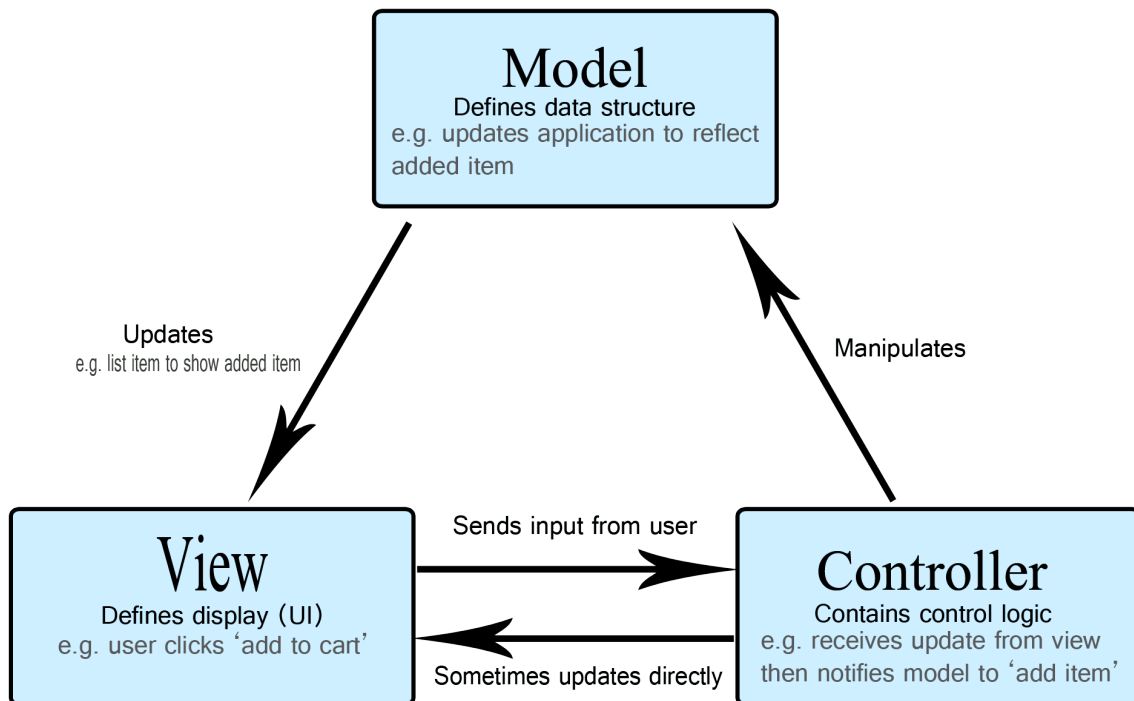 Model
Defines data structure
e.g. updates application to reflect
added item
Updates
e.g. list item to show added item
Manipulates
Sends input from user
View
Defines display (UI)
e.g. user clicks ‘add to cart’
Controller
Contains control logic
e.g. receives update from view
then notifies model to ‘add item’
Sometimes updates directly